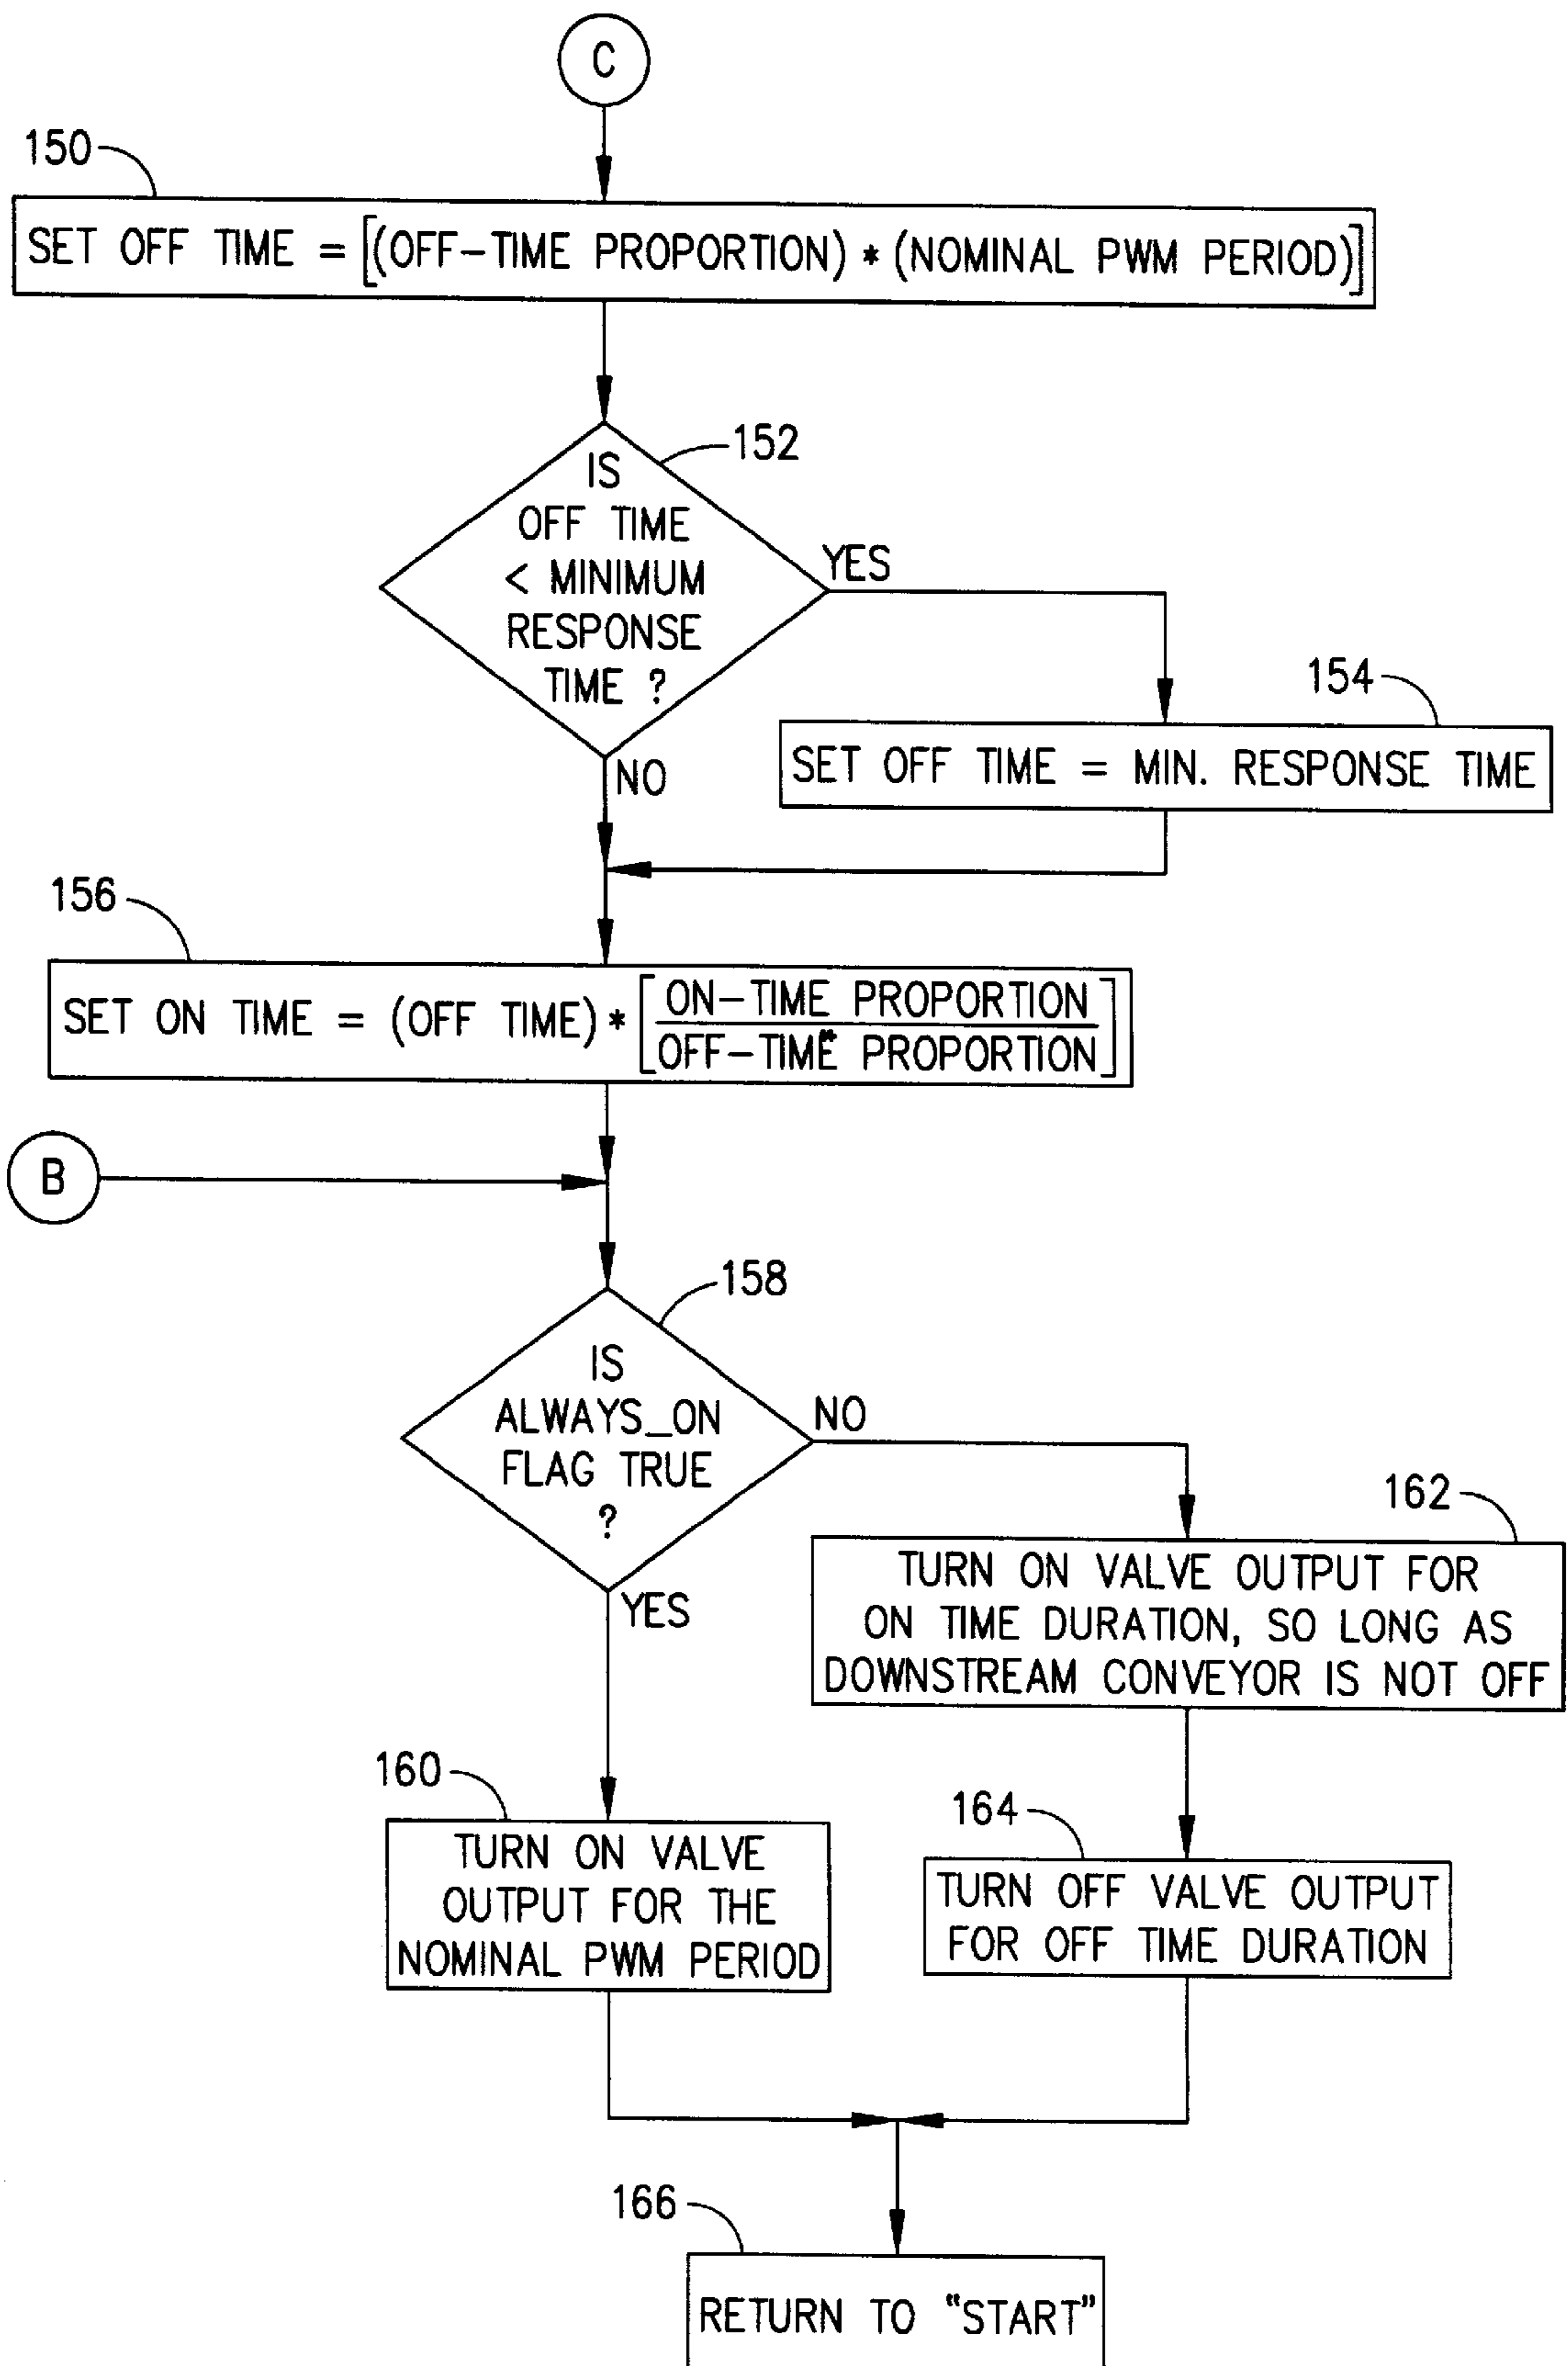 C
150
SET OFF TIME = [(OFF-TIME PROPORTION) * (NOMINAL PWM PERIOD)]
152
IS
OFF TIME
< MINIMUM
RESPONSE
TIME ?
YES
NO
154
SET OFF TIME = MIN. RESPONSE TIME
156
SET ON TIME = (OFF TIME) * [ON-TIME PROPORTION
OFF-TIME PROPORTION]
B
158
IS
ALWAYS_ON
FLAG TRUE
?
NO
YES
162
TURN ON VALVE OUTPUT FOR
ON TIME DURATION, SO LONG AS
DOWNSTREAM CONVEYOR IS NOT OFF
160
TURN ON VALVE
OUTPUT FOR THE
NOMINAL PWM PERIOD
164
TURN OFF VALVE OUTPUT
FOR OFF TIME DURATION
166
RETURN TO "START"